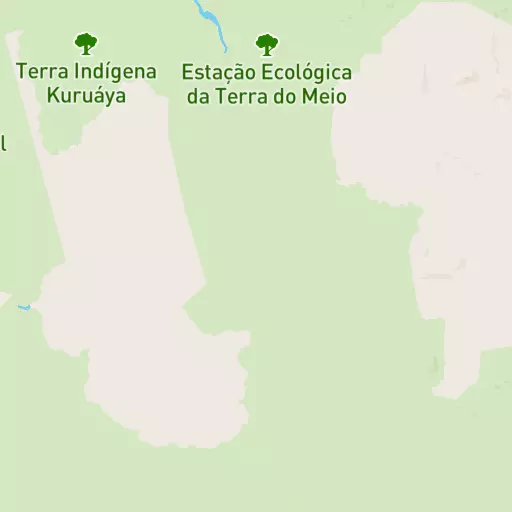 Terra Indígena
Kuruáya
Estação Ecológica
da Terra do Meio
l